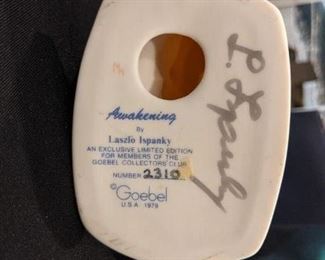 Awakening
By
Laszlo Ispanky
AN EXCLUSIVE LIMITED EDITION
FOR MEMBERS OF THE
GOEBEL COLLECTORS' CLUB
NUMBER 2310
© Goebel
U.S.A 1979
L. Ispanky